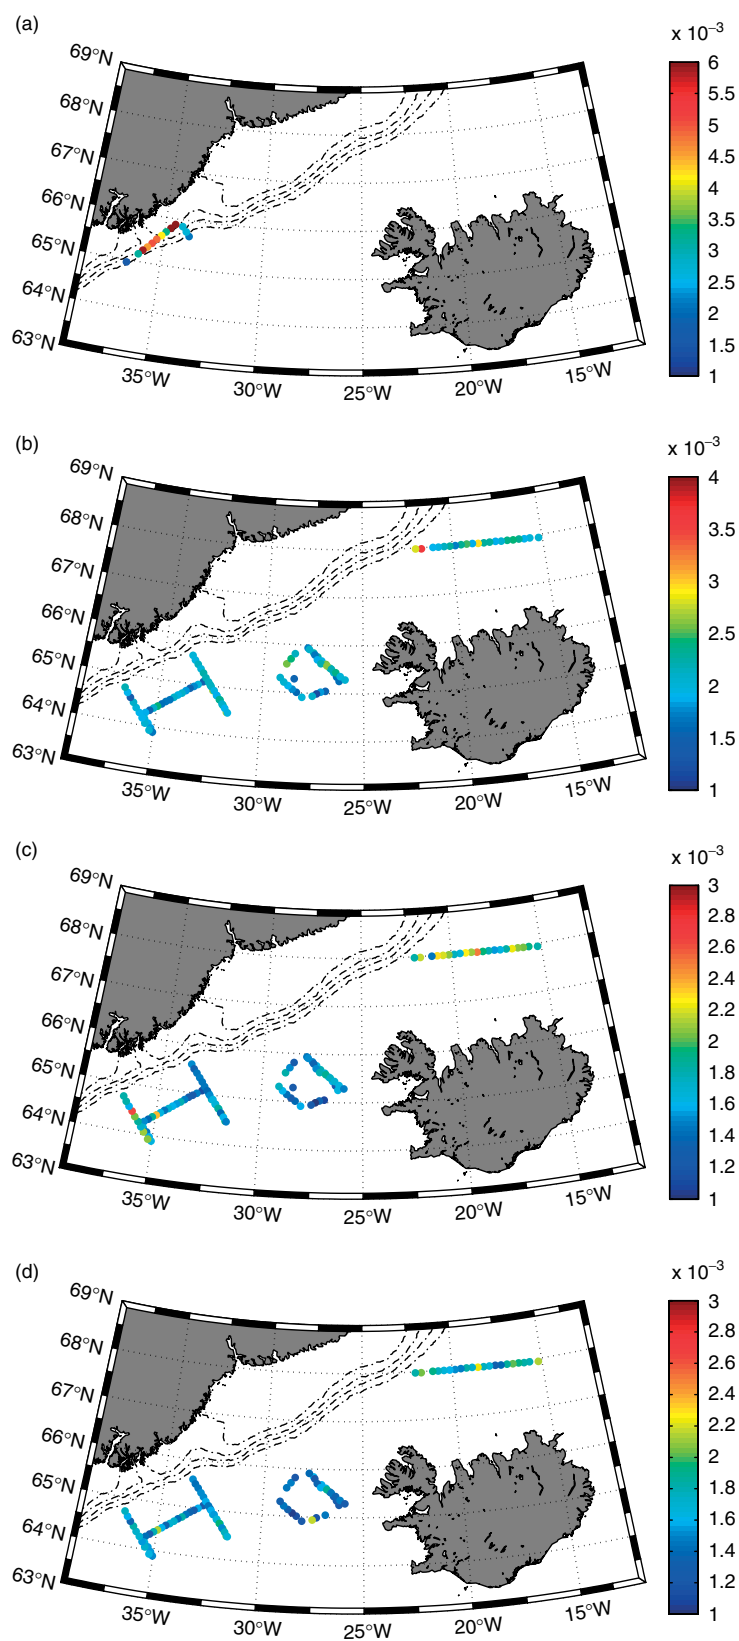 (a)
x 10⁻³
69°N
68°N
67°N
66°N
65°N
64°N
63°N
35°W
30°W
25°W
20°W
15°W
6
5.5
5
4.5
4
3.5
3
2.5
2
1.5
1
(b)
x 10⁻³
69°N
68°N
67°N
66°N
65°N
64°N
63°N
35°W
30°W
25°W
20°W
15°W
4
3.5
3
2.5
2
1.5
1
(c)
x 10⁻³
69°N
68°N
67°N
66°N
65°N
64°N
63°N
35°W
30°W
25°W
20°W
15°W
3
2.8
2.6
2.4
2.2
2
1.8
1.6
1.4
1.2
1
(d)
x 10⁻³
69°N
68°N
67°N
66°N
65°N
64°N
63°N
35°W
30°W
25°W
20°W
15°W
3
2.8
2.6
2.4
2.2
2
1.8
1.6
1.4
1.2
1